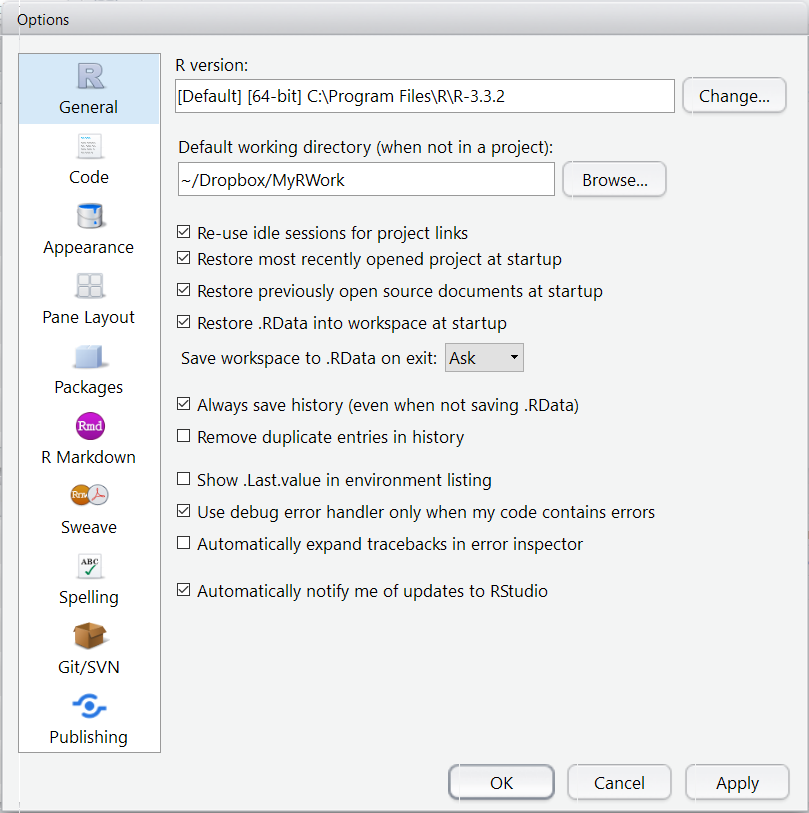 Options
R
General
Code
Appearance
Pane Layout
Packages
Rmd
R Markdown
Sweave
ABC
Spelling
Git/SVN
Publishing
R version:
[Default] [64-bit] C:\Program Files\R\R-3.3.2
Change...
Default working directory (when not in a project):
~/Dropbox/MyRWork
Browse...
Re-use idle sessions for project links
Restore most recently opened project at startup
Restore previously open source documents at startup
Restore .RData into workspace at startup
Save workspace to .RData on exit: Ask
Always save history (even when not saving .RData)
Remove duplicate entries in history
Show .Last.value in environment listing
Use debug error handler only when my code contains errors
Automatically expand tracebacks in error inspector
Automatically notify me of updates to RStudio
OK Cancel Apply